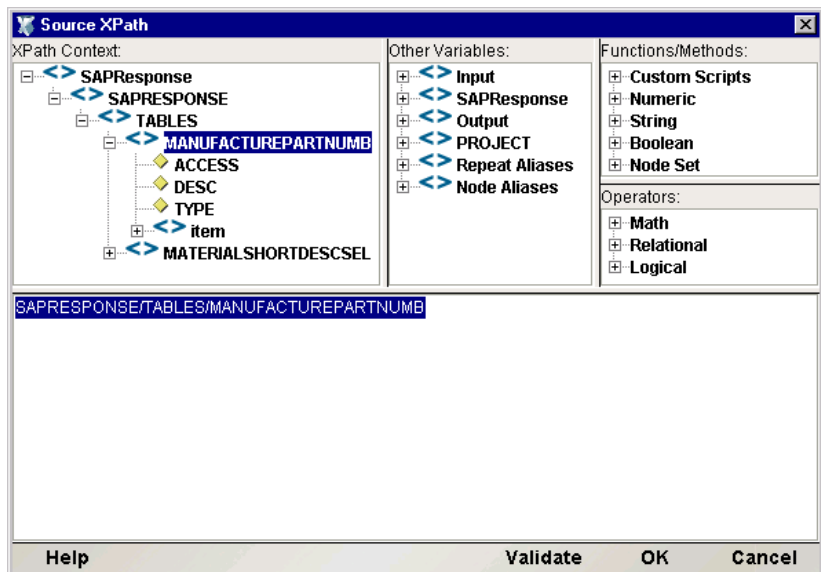 Source XPath
XPath Context:
SAPResponse
SAPRESPONSE
TABLES
MANUFACTUREPARTNUMB
ACCESS
DESC
TYPE
item
MATERIALSHORTDESCSEL
Other Variables:
Input
SAPResponse
Output
PROJECT
Repeat Aliases
Node Aliases
Functions/Methods:
Custom Scripts
Numeric
String
Boolean
Node Set
Operators:
Math
Relational
Logical
SAPRESPONSE/TABLES/MANUFACTUREPARTNUMB
Help Validate OK Cancel